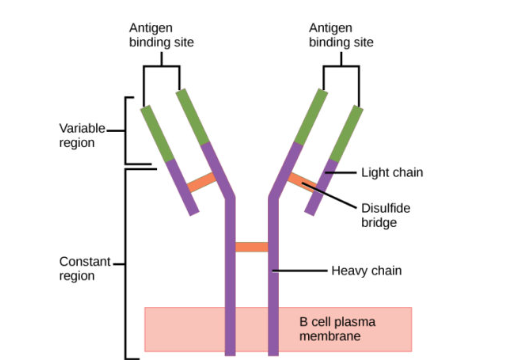 Antigen
binding site
Antigen
binding site
Variable
region
Light chain
Disulfide
bridge
Constant
region
Heavy chain
B cell plasma
membrane